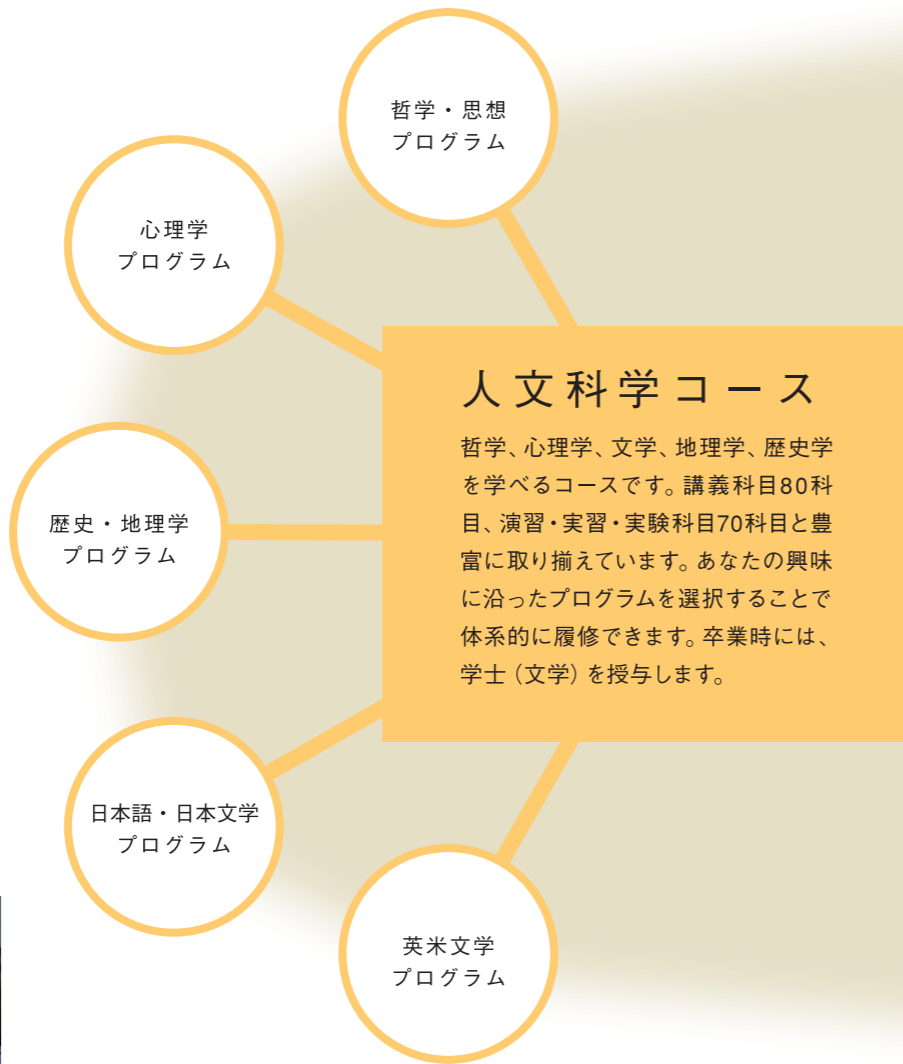 哲学・思想
プログラム
心理学
プログラム
歴史・地理学
プログラム
日本語・日本文学
プログラム
英米文学
プログラム
人文科学コース
哲学、心理学、文学、地理学、歴史学
を学べるコースです。講義科目80科
目、演習・実習・実験科目70科目と豊
富に取り揃えています。あなたの興味
に沿ったプログラムを選択することで
体系的に履修できます。卒業時には、
学士（文学）を授与します。